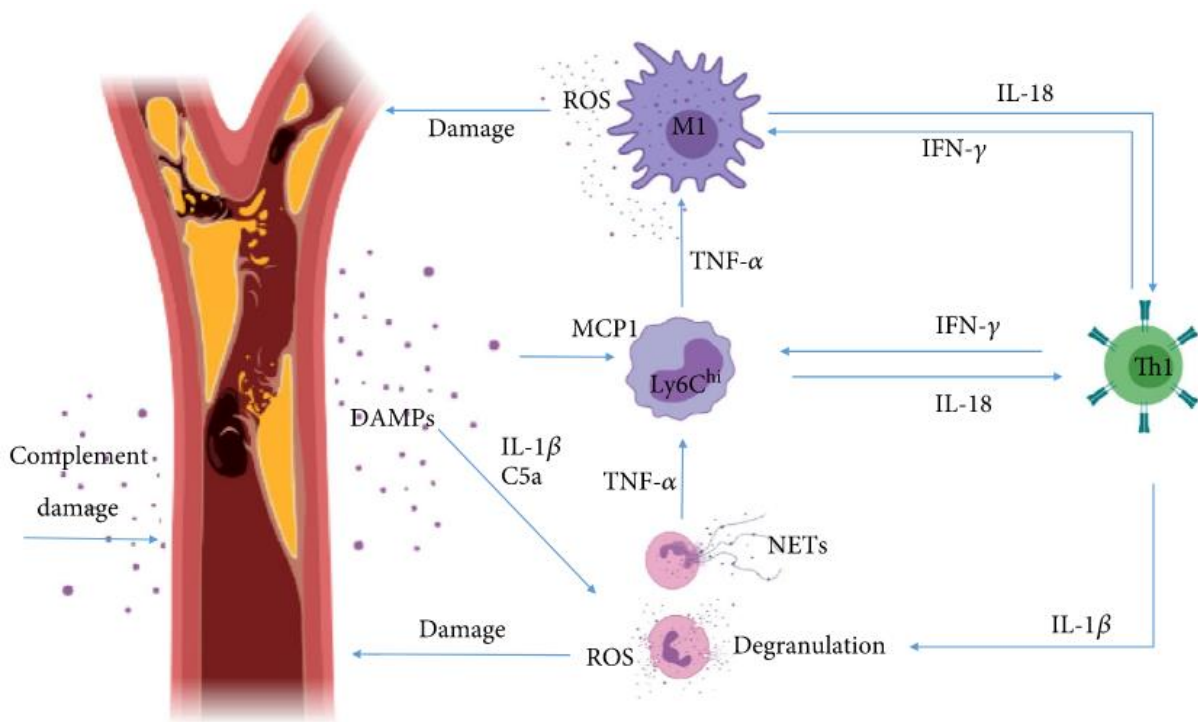 IL-18
ROS
M1
Damage
IFN-γ
TNF-α
MCP1
IFN-γ
Ly6C^hi
Th1
IL-18
DAMPs
IL-1β
C5a
Complement
damage
TNF-α
NETs
Damage
IL-1β
ROS
Degranulation